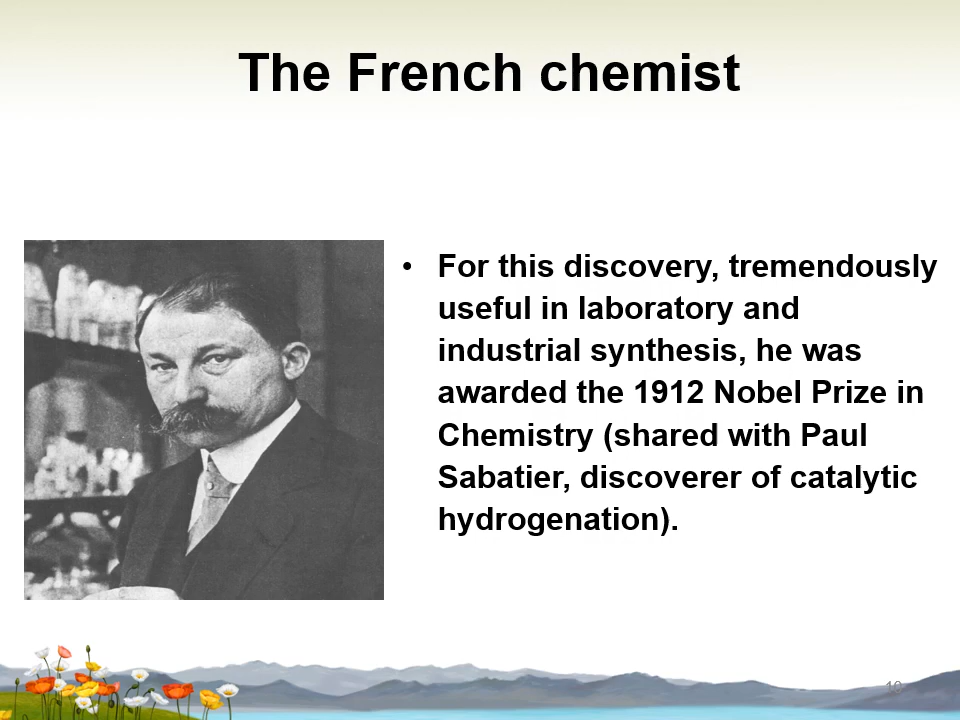 The French chemist
• For this discovery, tremendously
useful in laboratory and
industrial synthesis, he was
awarded the 1912 Nobel Prize in
Chemistry (shared with Paul
Sabatier, discoverer of catalytic
hydrogenation).